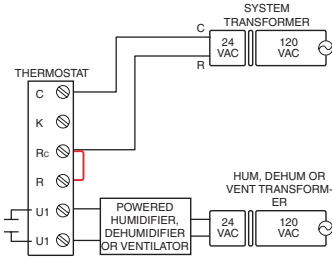 SYSTEM
TRANSFORMER
C
24
VAC
120
VAC
R
THERMOSTAT
C
K
Rc
R
U1
U1
POWERED
HUMIDIFIER,
DEHUMIDIFIER
OR VENTILATOR
HUM, DEHUM OR
VENT TRANSFORM-
ER
24
VAC
120
VAC